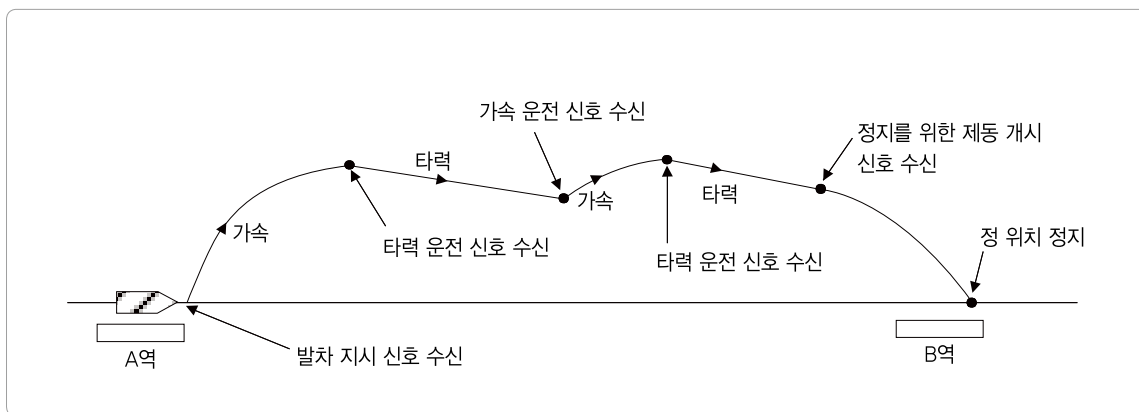 가속 운전 신호 수신
정지를 위한 제동 개시
신호 수신
타력
가속
타력
가속
타력 운전 신호 수신
타력 운전 신호 수신
정 위치 정지
A역
발차 지시 신호 수신
B역